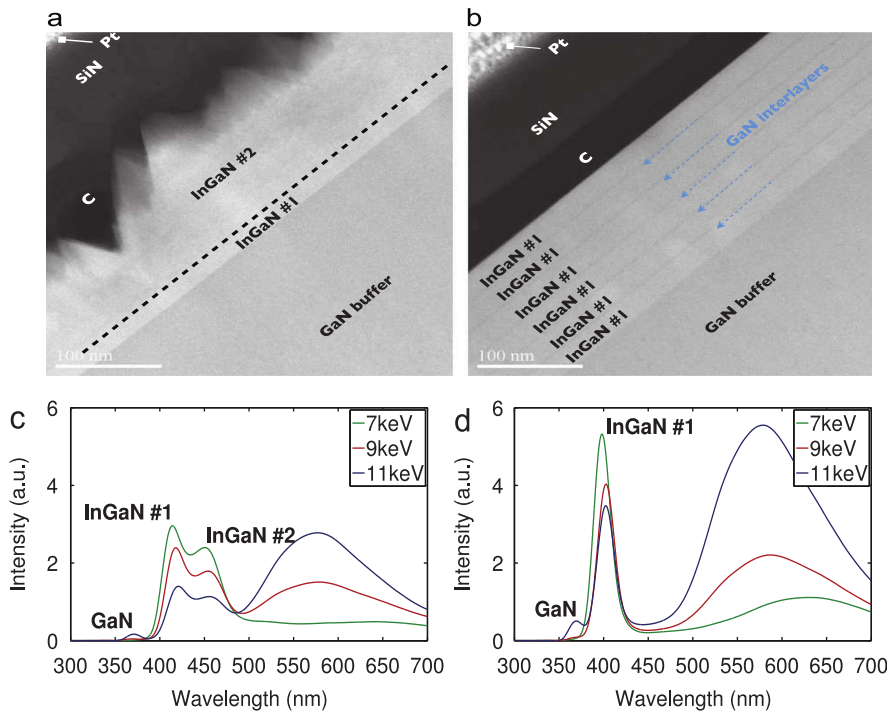 a
Pt
SiN
C
InGaN #2
InGaN #1
GaN buffer
100 nm
b
Pt
SiN
C
GaN interlayers
InGaN #1
InGaN #1
InGaN #1
InGaN #1
InGaN #1
InGaN #1
GaN buffer
100 nm
c
6
4
2
0
Intensity (a.u.)
7keV
9keV
11keV
InGaN #1
InGaN #2
GaN
300 350 400 450 500 550 600 650 700
Wavelength (nm)
d
6
4
2
0
Intensity (a.u.)
7keV
9keV
11keV
InGaN #1
GaN
300 350 400 450 500 550 600 650 700
Wavelength (nm)